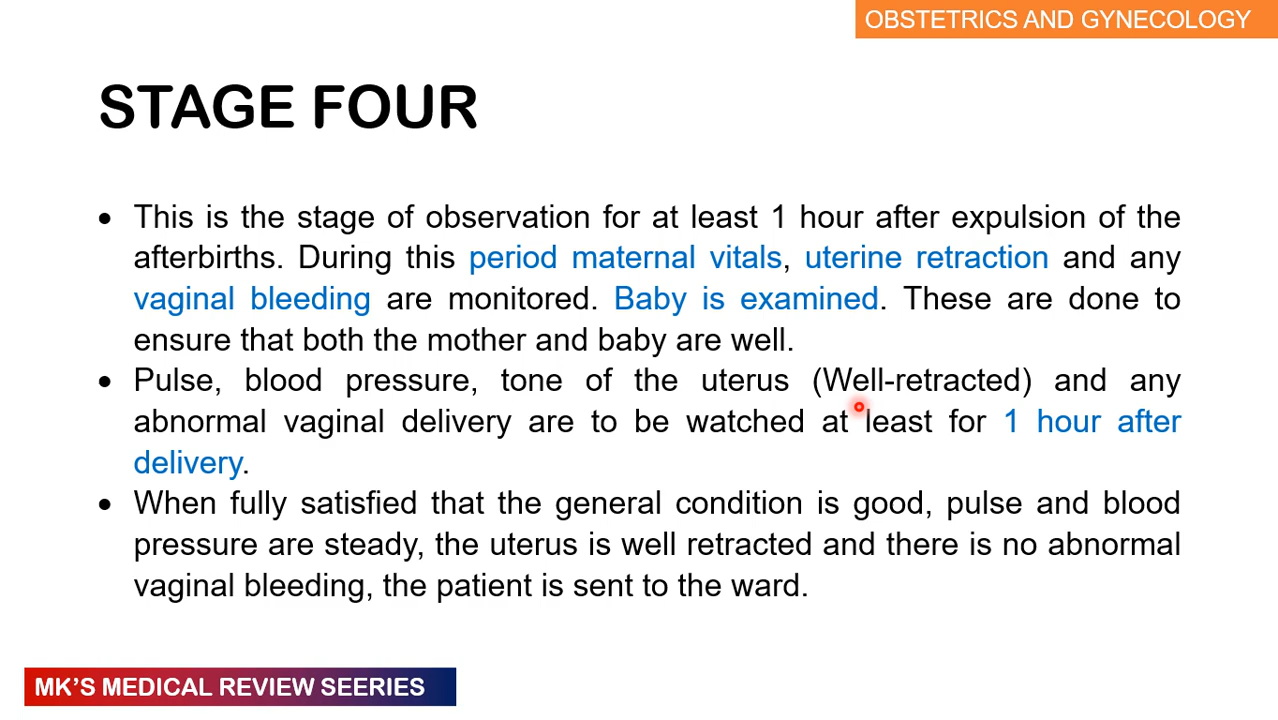 OBSTETRICS AND GYNECOLOGY
STAGE FOUR
• This is the stage of observation for at least 1 hour after expulsion of the
afterbirths. During this period maternal vitals, uterine retraction and any
vaginal bleeding are monitored. Baby is examined. These are done to
ensure that both the mother and baby are well.
• Pulse, blood pressure, tone of the uterus (Well-retracted) and any
abnormal vaginal delivery are to be watched at least for 1 hour after
delivery.
• When fully satisfied that the general condition is good, pulse and blood
pressure are steady, the uterus is well retracted and there is no abnormal
vaginal bleeding, the patient is sent to the ward.
MK'S MEDICAL REVIEW SEERIES